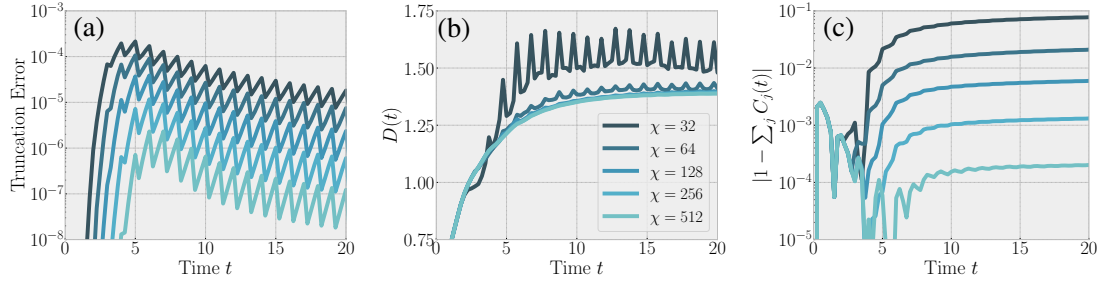 (a)
Truncation Error
10⁻³
10⁻⁴
10⁻⁵
10⁻⁶
10⁻⁷
10⁻⁸
0 5 10 15 20
Time t
(b)
D(t)
1.75
1.50
1.25
1.00
0.75
χ = 32
χ = 64
χ = 128
χ = 256
χ = 512
0 5 10 15 20
Time t
(c)
|1 − ∑ⱼ Cⱼ(t)|
10⁻¹
10⁻²
10⁻³
10⁻⁴
10⁻⁵
0 5 10 15 20
Time t